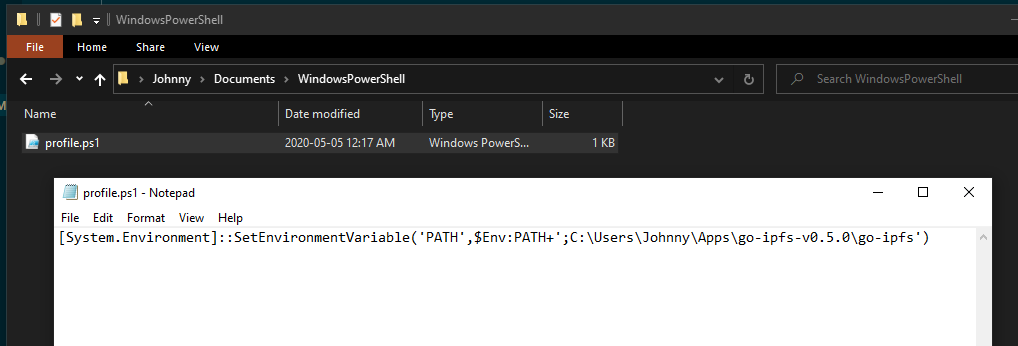 WindowsPowerShell
File Home Share View
Johnny Documents WindowsPowerShell Search WindowsPowerShell
Name Date modified Type Size
profile.ps1 2020-05-05 12:17 AM Windows PowerS... 1 KB
profile.ps1 - Notepad
File Edit Format View Help
[System.Environment]::SetEnvironmentVariable('PATH',$Env:PATH+';C:\Users\Johnny\Apps\go-ipfs-v0.5.0\go-ipfs')